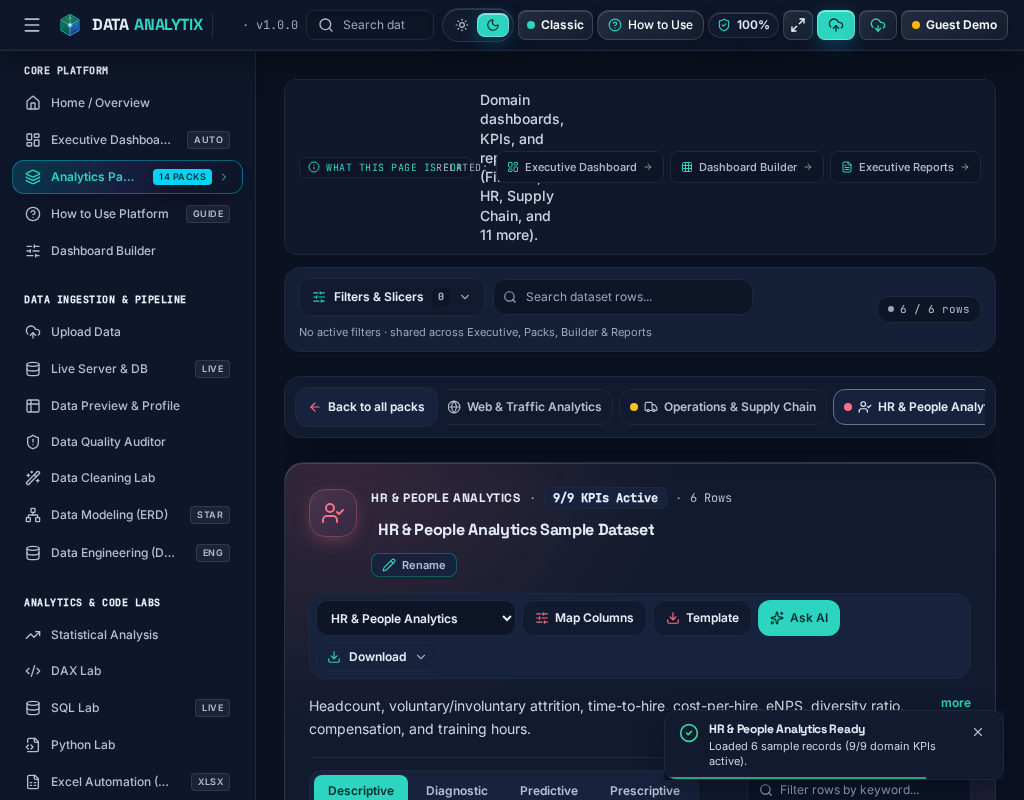 DATA ANALYTIX
· v1.0.0
Search dat
Classic
How to Use
100%
Guest Demo
CORE PLATFORM
Home / Overview
Executive Dashboa... AUTO
Analytics Pa... 14 PACKS
How to Use Platform GUIDE
Dashboard Builder
DATA INGESTION & PIPELINE
Upload Data
Live Server & DB LIVE
Data Preview & Profile
Data Quality Auditor
Data Cleaning Lab
Data Modeling (ERD) STAR
Data Engineering (D... ENG
ANALYTICS & CODE LABS
Statistical Analysis
DAX Lab
SQL Lab LIVE
Python Lab
Excel Automation (... XLSX
WHAT THIS PAGE IS
Domain
dashboards,
KPIs, and
HR, Supply
Chain, and
11 more).
Executive Dashboard
Dashboard Builder
Executive Reports
Filters & Slicers 0
Search dataset rows...
6 / 6 rows
No active filters · shared across Executive, Packs, Builder & Reports
Back to all packs
Web & Traffic Analytics
Operations & Supply Chain
HR & People Analy
HR & PEOPLE ANALYTICS · 9/9 KPIs Active · 6 Rows
HR & People Analytics Sample Dataset
Rename
HR & People Analytics
Map Columns
Template
Ask AI
Download
Headcount, voluntary/involuntary attrition, time-to-hire, cost-per-hire, eNPS, diversity ratio, more
compensation, and training hours.
HR & People Analytics Ready
Loaded 6 sample records (9/9 domain KPIs
active).
Descriptive
Diagnostic
Predictive
Prescriptive
Filter rows by keyword...